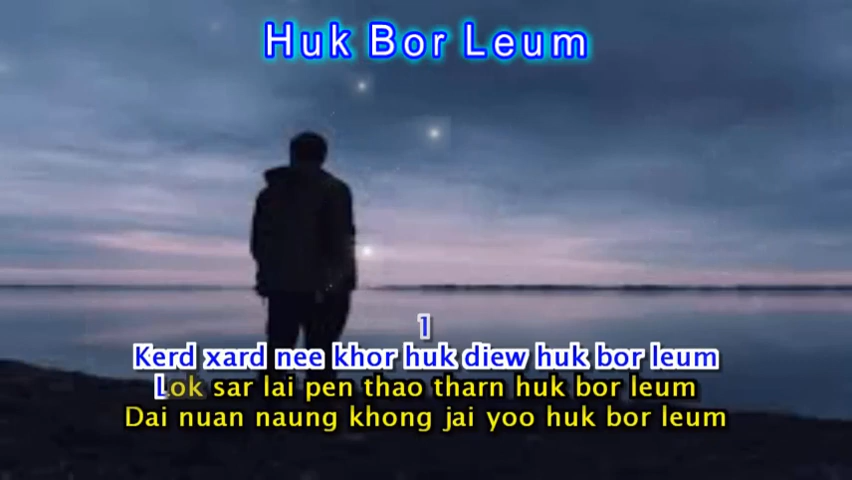 Huk Bor Leum
1
Kerd xard nee khor huk diew huk bor leum
Lok sar lai pen thao tharn huk bor leum
Dai nuan naung khong jai yoo huk bor leum